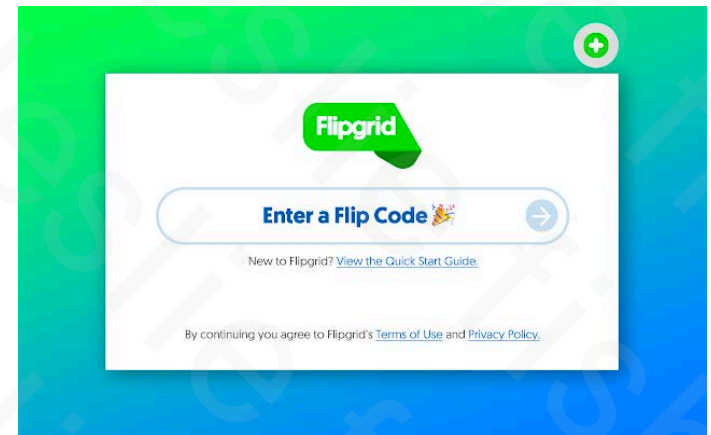 Flipgrid
Enter a Flip Code 🎉
New to Flipgrid? View the Quick Start Guide.
By continuing you agree to Flipgrid's Terms of Use and Privacy Policy.